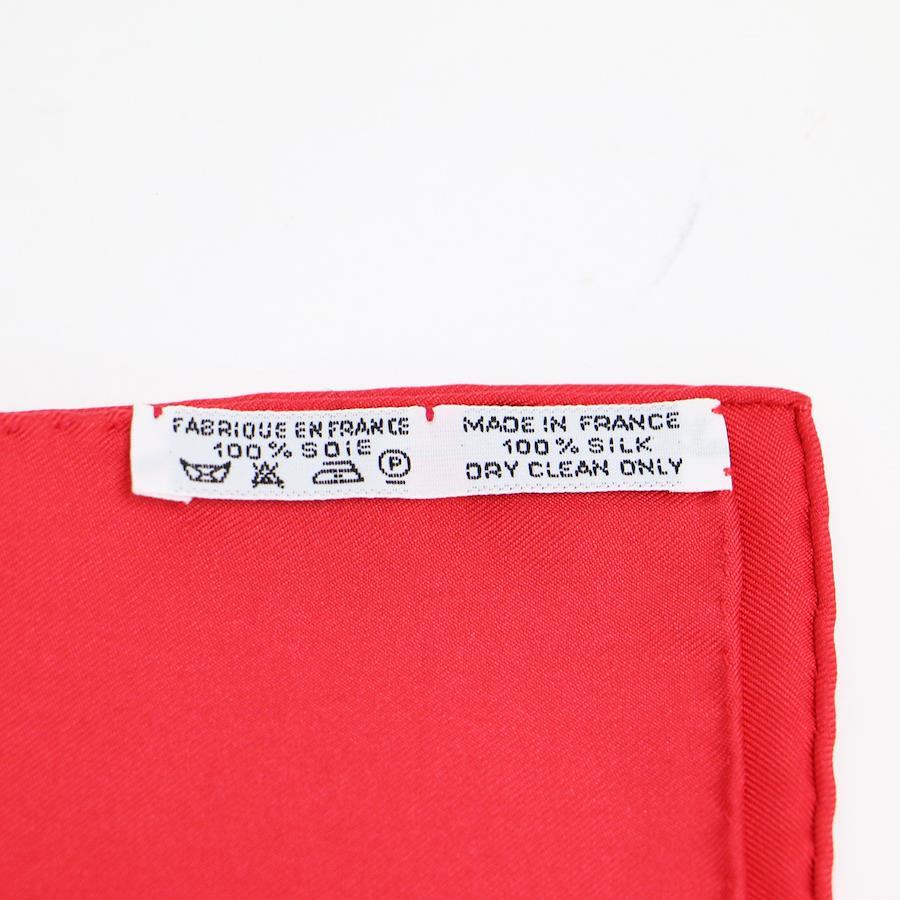 FABRIQUE EN FRANCE
100% SOIE
P
MADE IN FRANCE
100% SILK
DRY CLEAN ONLY